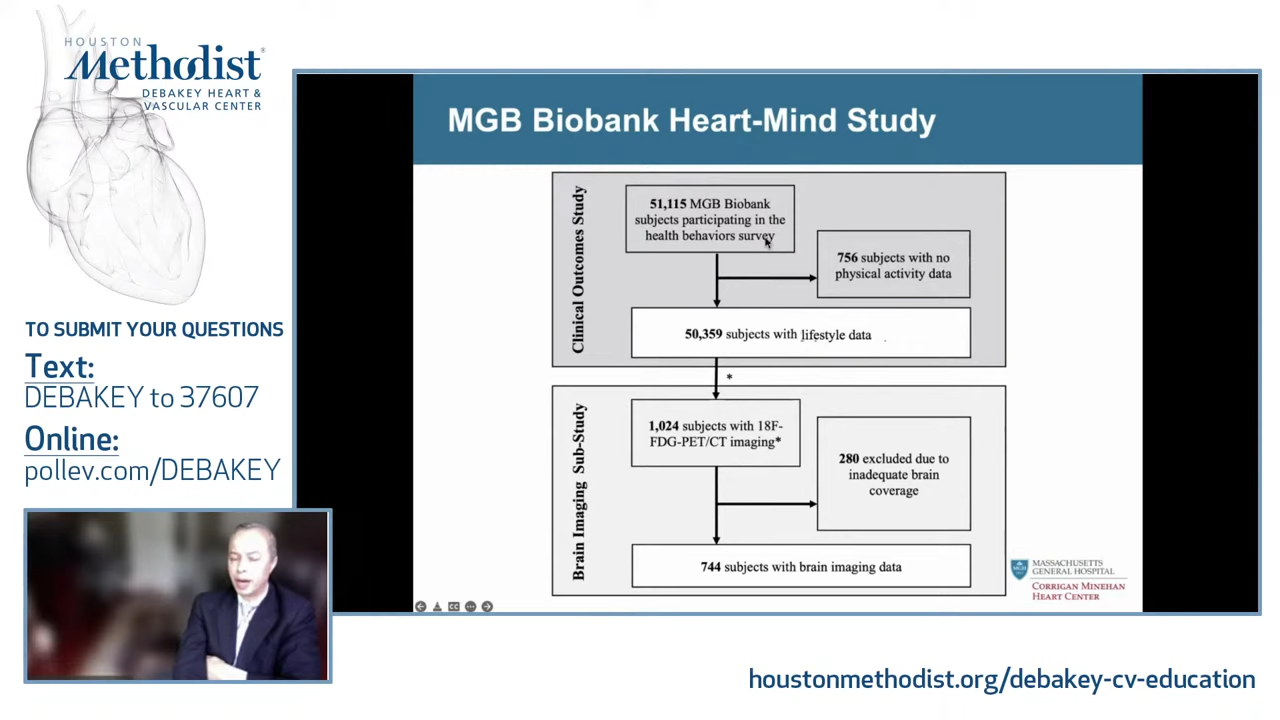 HOUSTON
Methodist®
DEBAKEY HEART &
VASCULAR CENTER
TO SUBMIT YOUR QUESTIONS
Text:
DEBAKEY to 37607
Online:
pollev.com/DEBAKEY
MGB Biobank Heart-Mind Study
Clinical Outcomes Study
51,115 MGB Biobank
subjects participating in the
health behaviors survey
756 subjects with no
physical activity data
50,359 subjects with lifestyle data
*
Brain Imaging Sub-Study
1,024 subjects with 18F-
FDG-PET/CT imaging*
280 excluded due to
inadequate brain
coverage
744 subjects with brain imaging data
MGH
MASSACHUSETTS
GENERAL HOSPITAL
CORRIGAN MINEHAN
HEART CENTER
CC
houstonmethodist.org/debakey-cv-education